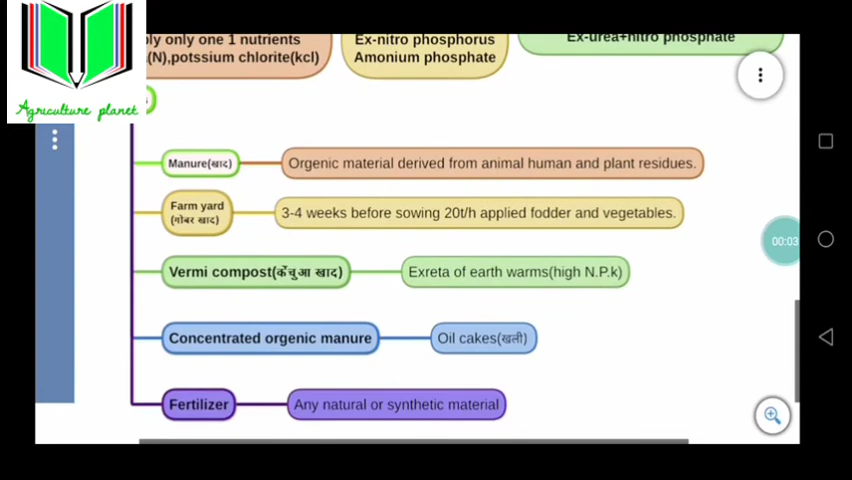 only one 1 nutrients
(N),potssium chlorite(kcl)
Ex-nitro phosphorus
Amonium phosphate
Ex-urea+nitro phosphate
Agriculture planet
Manure(खाद)
Orgenic material derived from animal human and plant residues.
Farm yard
(गोबर खाद)
3-4 weeks before sowing 20t/h applied fodder and vegetables.
00:03
Vermi compost(केंचुआ खाद)
Exreta of earth warms(high N.P.k)
Concentrated orgenic manure
Oil cakes(खली)
Fertilizer
Any natural or synthetic material